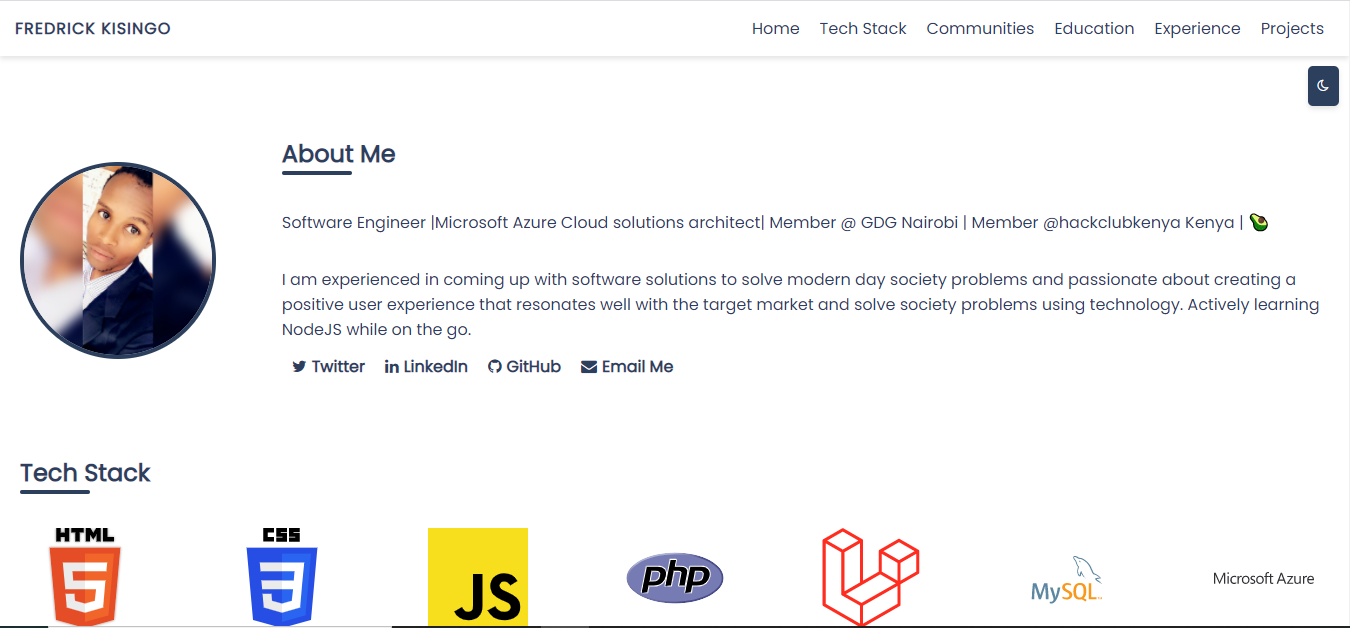 FREDRICK KISINGO
Home Tech Stack Communities Education Experience Projects
About Me
Software Engineer |Microsoft Azure Cloud solutions architect| Member @ GDG Nairobi | Member @hackclubkenya Kenya | 🥑
I am experienced in coming up with software solutions to solve modern day society problems and passionate about creating a
positive user experience that resonates well with the target market and solve society problems using technology. Actively learning
NodeJS while on the go.
Twitter LinkedIn GitHub Email Me
Tech Stack
HTML CSS
JS php MySQL Microsoft Azure